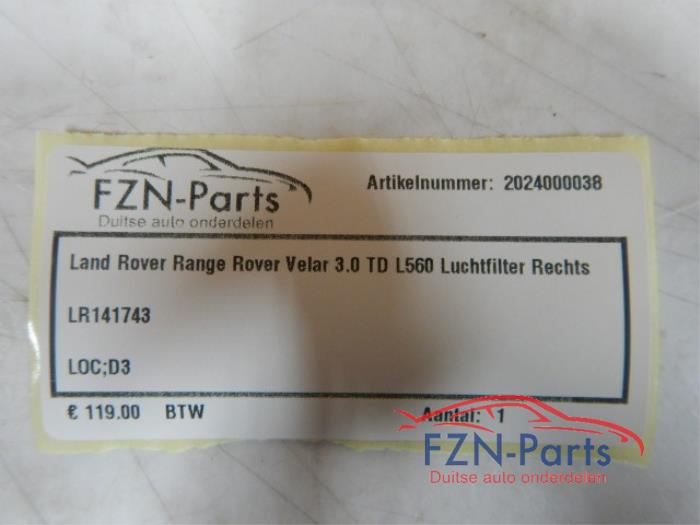 FZN-Parts
Duitse auto onderdelen
Artikelnummer: 2024000038
Land Rover Range Rover Velar 3.0 TD L560 Luchtfilter Rechts
LR141743
LOC;D3
€ 119.00 BTW
Aantal: 1
FZN-Parts
Duitse auto onderdelen